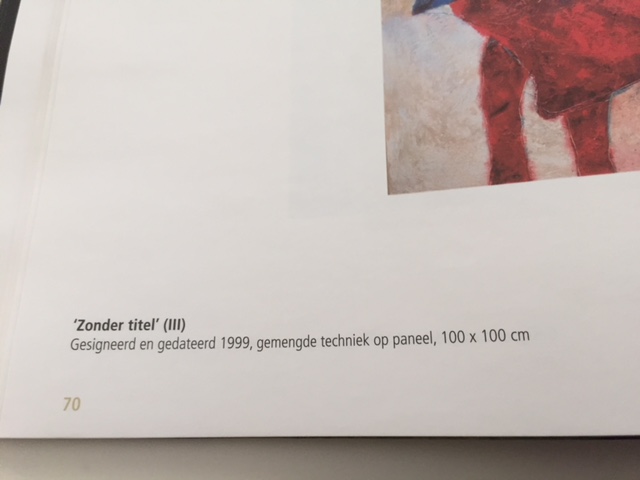 ‘Zonder titel’ (III)
Gesigneerd en gedateerd 1999, gemengde techniek op paneel, 100 x 100 cm
70